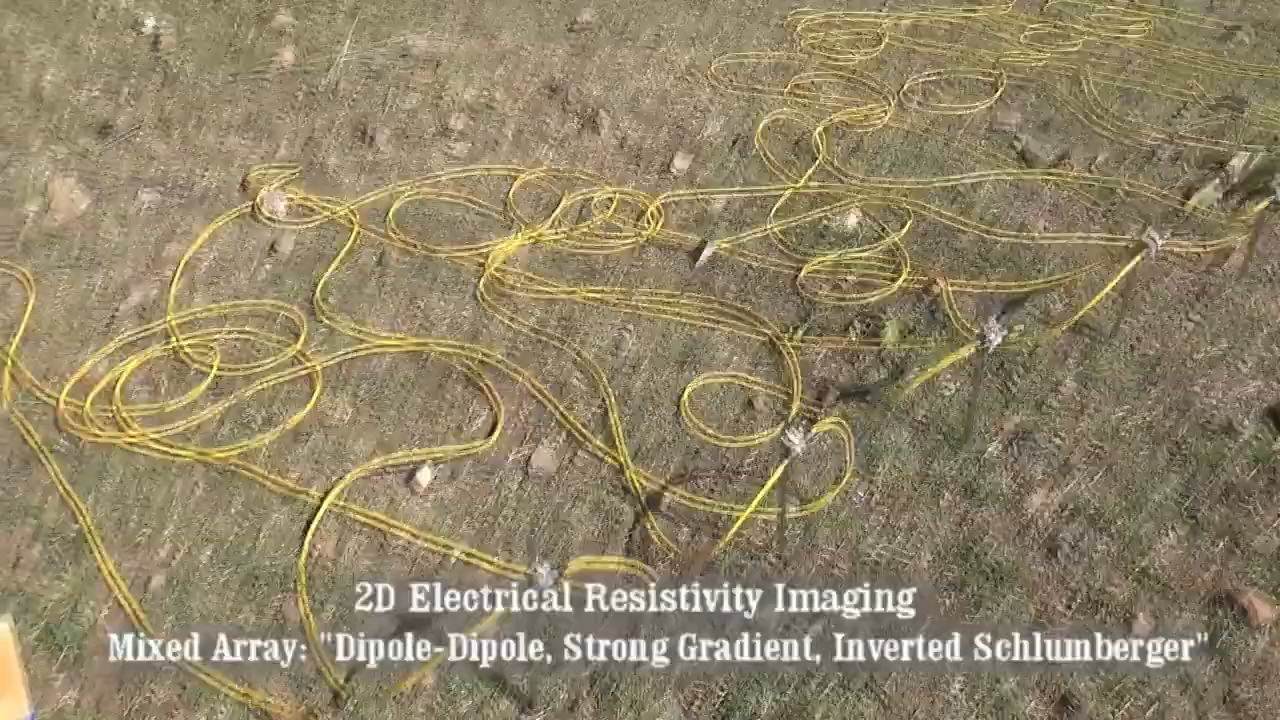 2D Electrical Resistivity Imaging
Mixed Array: "Dipole-Dipole, Strong Gradient, Inverted Schlumberger"